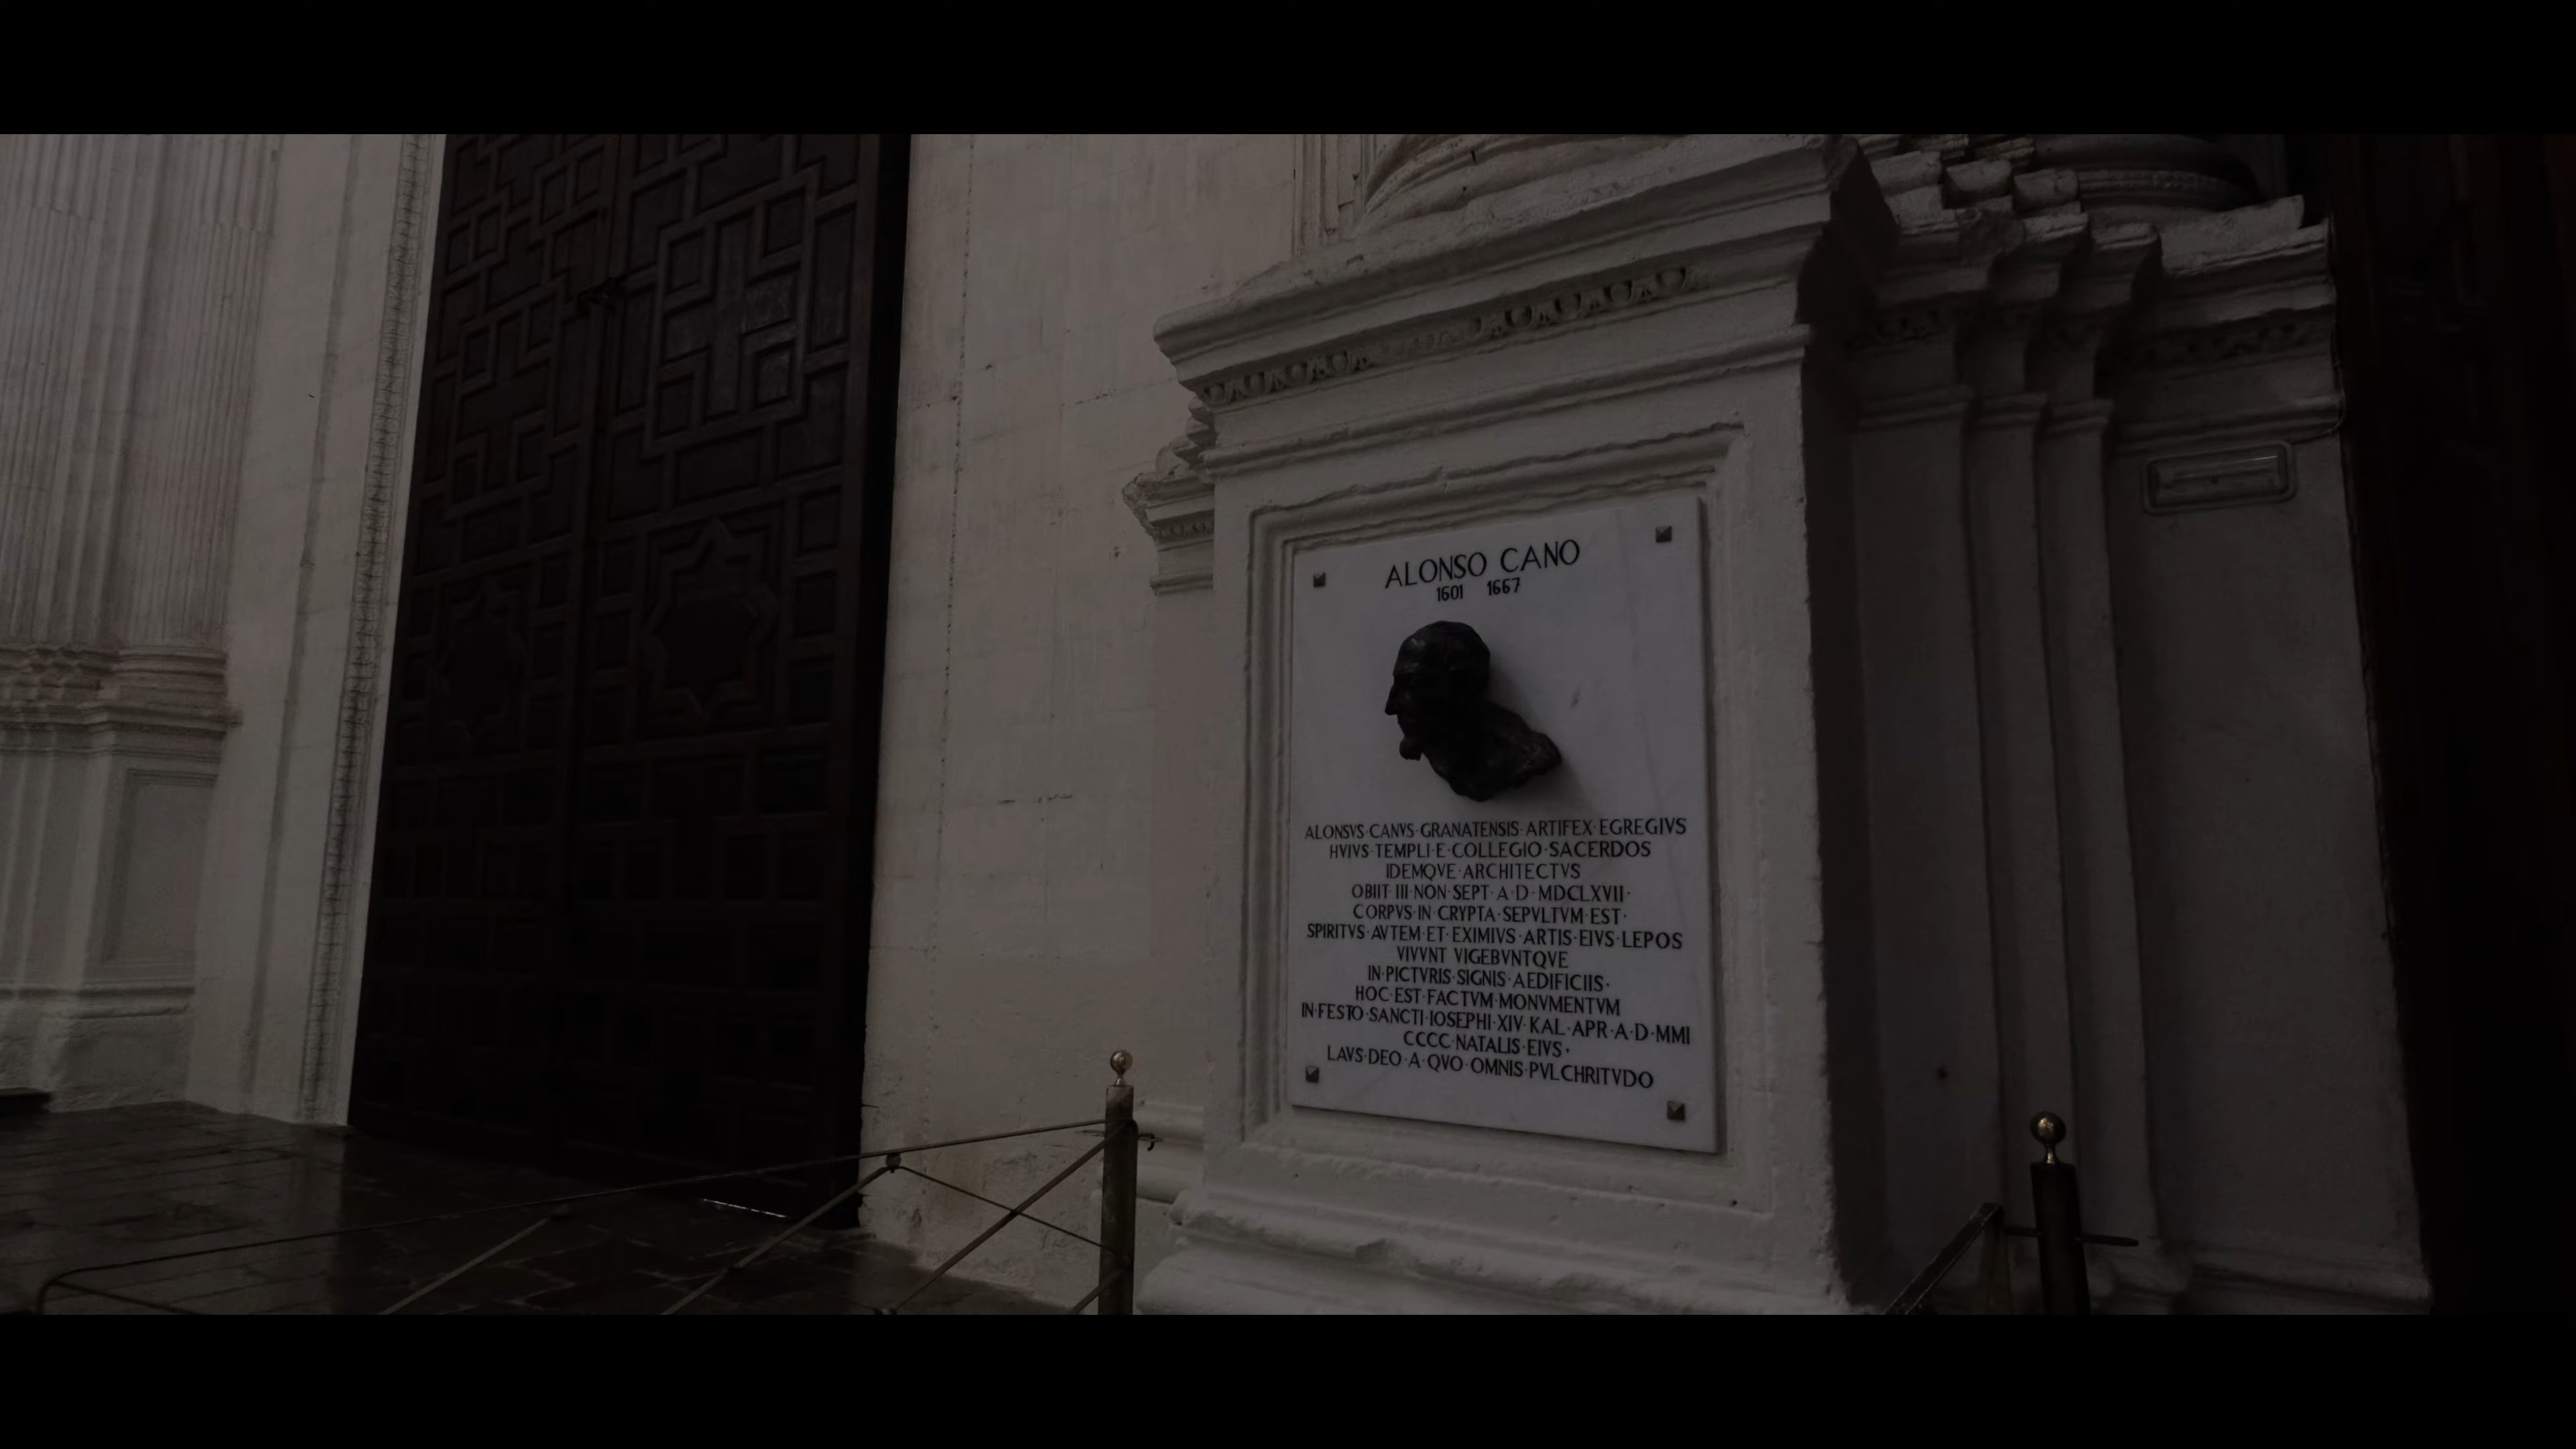 ALONSO CANO
1601 1667
ALONSVS·CANVS·GRANATENSIS·ARTIFEX·EGREGIVS
HVIVS·TEMPLI·E·COLLEGIO·SACERDOS
IDEMQVE·ARCHITECTVS
OBIIT·III·NON·SEPT·A·D·MDCLXVII·
CORPVS·IN·CRYPTA·SEPVLTVM·EST·
SPIRITVS·AVTEM·ET·EXIMIVS·ARTIS·EIVS·LEPOS
VIVVNT VIGEBVNTQVE
IN·PICTVRIS·SIGNIS·AEDIFICIIS·
HOC·EST·FACTVM·MONVMENTVM
IN·FESTO·SANCTI·IOSEPHI·XIV·KAL·APR·A·D·MMI
CCCC·NATALIS·EIVS·
LAVS·DEO·A·QVO·OMNIS·PVLCHRITVDO